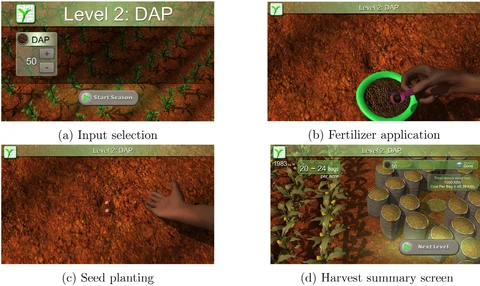 Level 2: DAP
DAP
50
+
-
Start Season
(a) Input selection
Level 2: DAP
(b) Fertilizer application
Level 2: DAP
(c) Seed planting
Level 2: DAP
20 - 24 Bags
per acre
50
Next Level
(d) Harvest summary screen